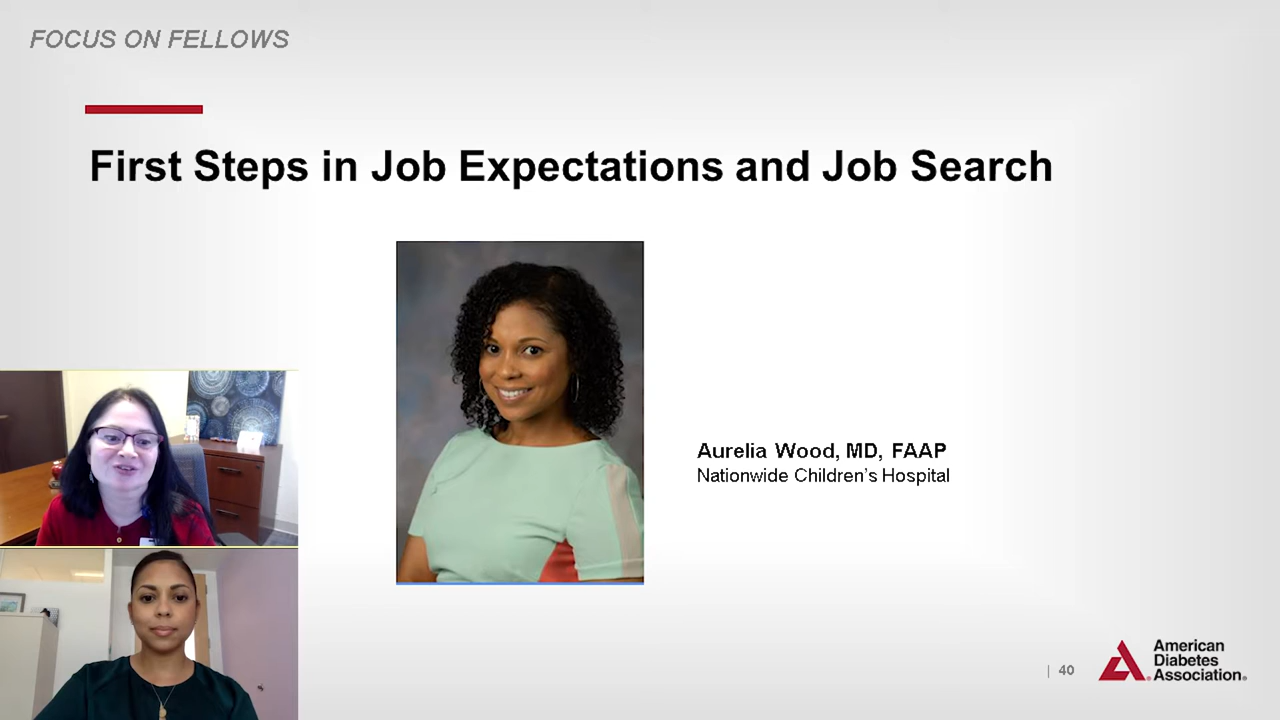 FOCUS ON FELLOWS
First Steps in Job Expectations and Job Search
Aurelia Wood, MD, FAAP
Nationwide Children’s Hospital
| 40
American
Diabetes
Association.